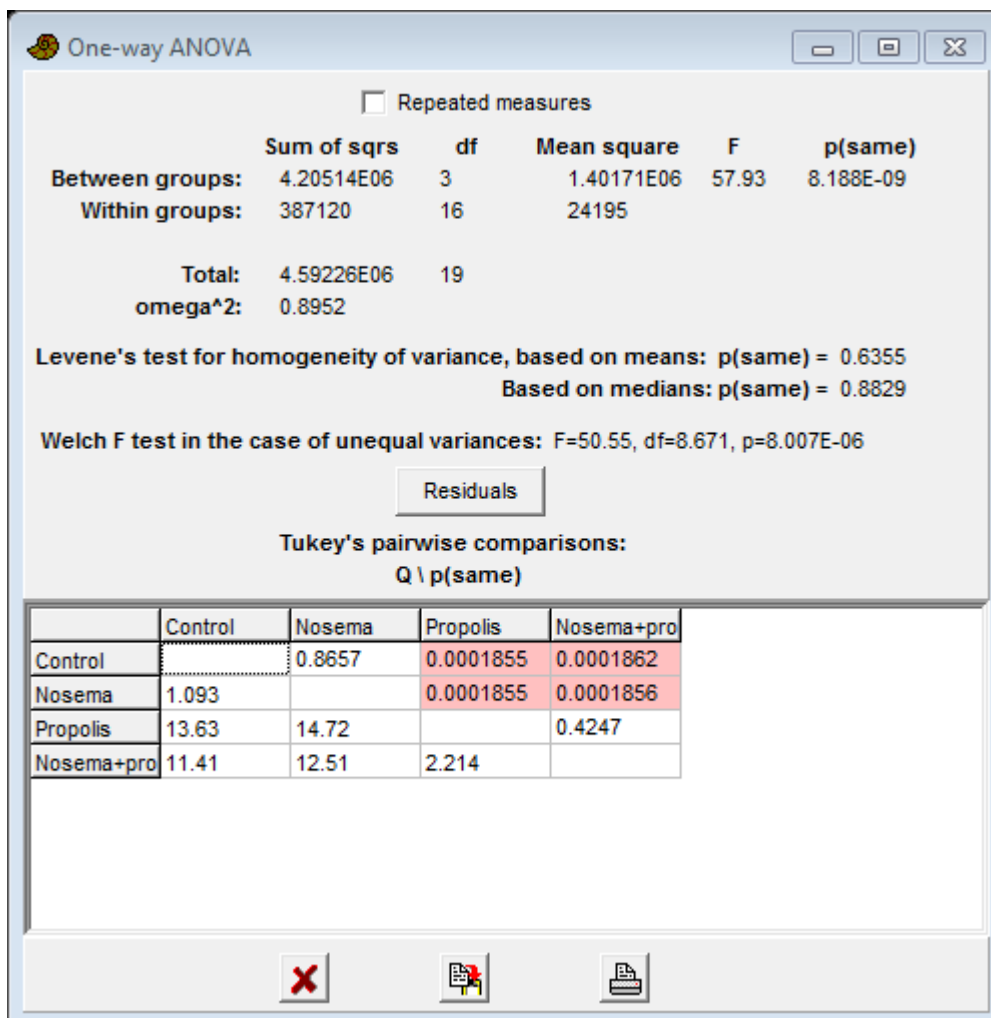 One-way ANOVA
Repeated measures
Sum of sqrs df Mean square F p(same)
Between groups: 4.20514E06 3 1.40171E06 57.93 8.188E-09
Within groups: 387120 16 24195
Total: 4.59226E06 19
omega^2: 0.8952
Levene's test for homogeneity of variance, based on means: p(same) = 0.6355
Based on medians: p(same) = 0.8829
Welch F test in the case of unequal variances: F=50.55, df=8.671, p=8.007E-06
Residuals
Tukey's pairwise comparisons:
Q \ p(same)
Control Nosema Propolis Nosema+pro
Control 0.8657 0.0001855 0.0001862
Nosema 1.093 0.0001855 0.0001856
Propolis 13.63 14.72 0.4247
Nosema+pro 11.41 12.51 2.214